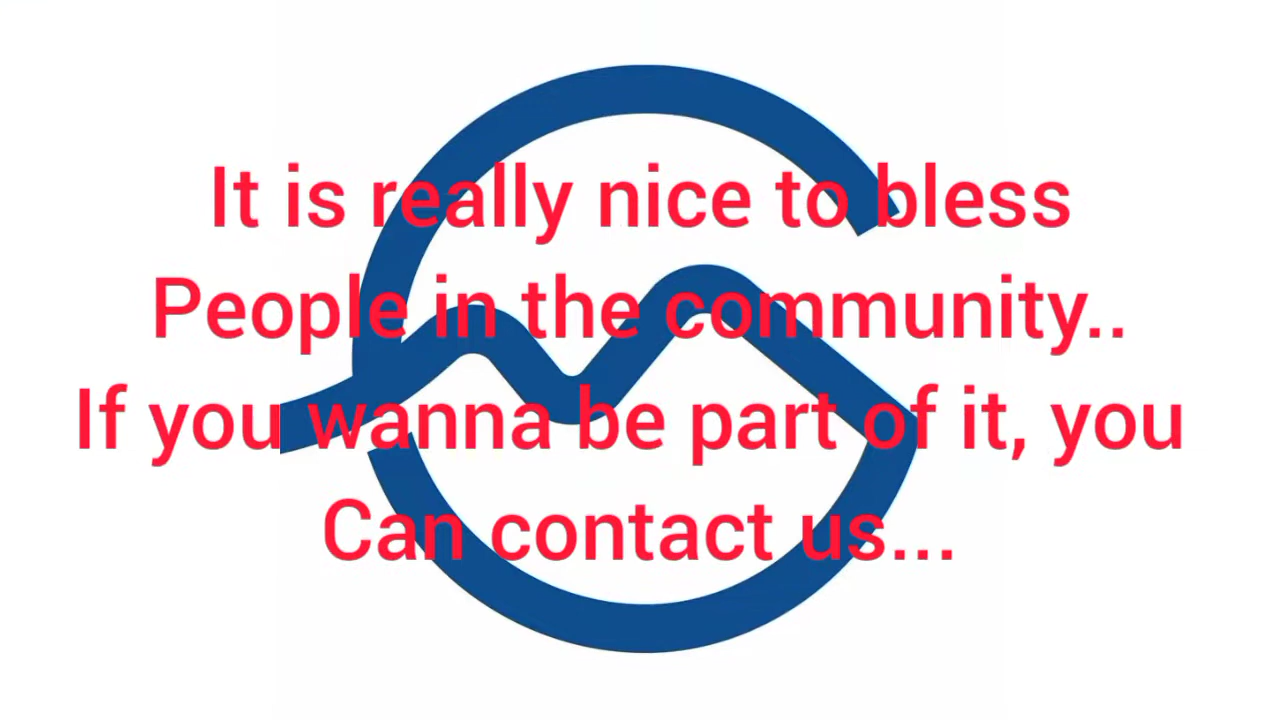 It is really nice to bless
People in the community..
If you wanna be part of it, you
Can contact us...